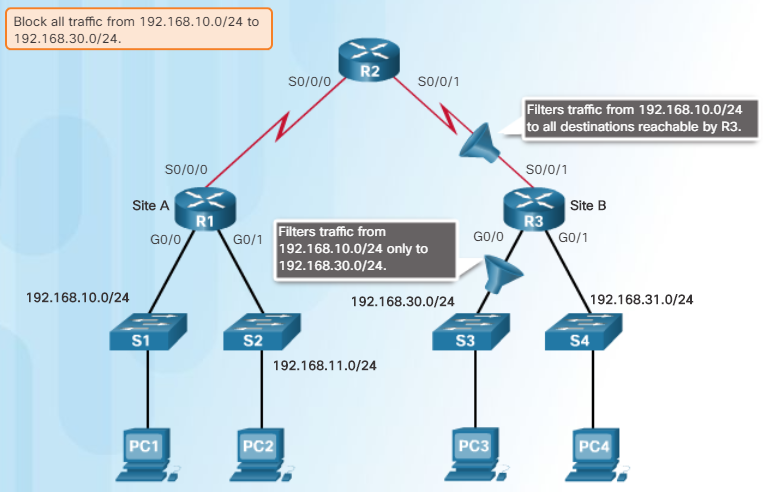 Block all traffic from 192.168.10.0/24 to
192.168.30.0/24.
R2
S0/0/0
S0/0/1
Filters traffic from 192.168.10.0/24
to all destinations reachable by R3.
S0/0/0
S0/0/1
Site A
R1
R3
Site B
G0/0
G0/1
Filters traffic from
192.168.10.0/24 only to
192.168.30.0/24.
G0/0
G0/1
192.168.10.0/24
192.168.30.0/24
192.168.31.0/24
S1
S2
S3
S4
192.168.11.0/24
PC1
PC2
PC3
PC4